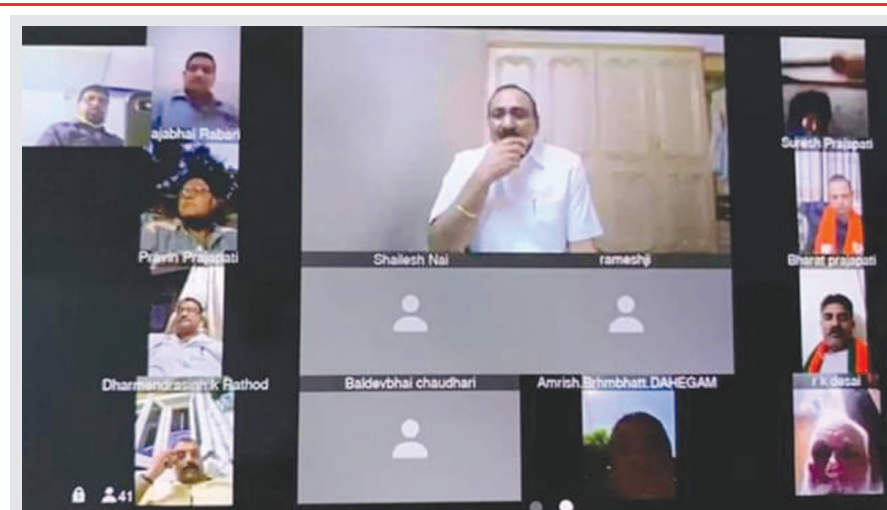 ajabhai Rabari
Suresh Prajapati
Pravin Prajapati
Shailesh Nai
rameshji
Bharat prajapati
Dharmendrasinh.k Rathod
Baldevbhai chaudhari
Amrish.Brhmbhatt.DAHEGAM
r k desai
41